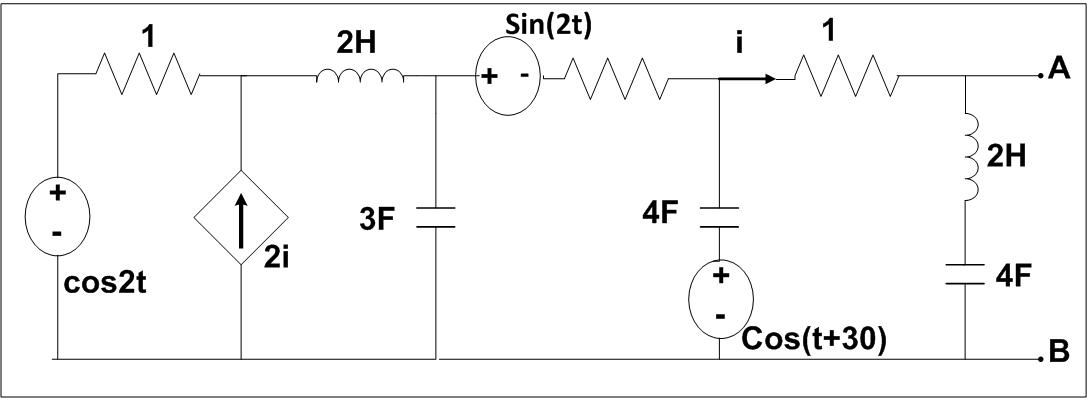 Sin(2t)
1
2H
i
1
+ -
A
2H
+
-
2i
3F
4F
cos2t
+
-
4F
Cos(t+30)
B